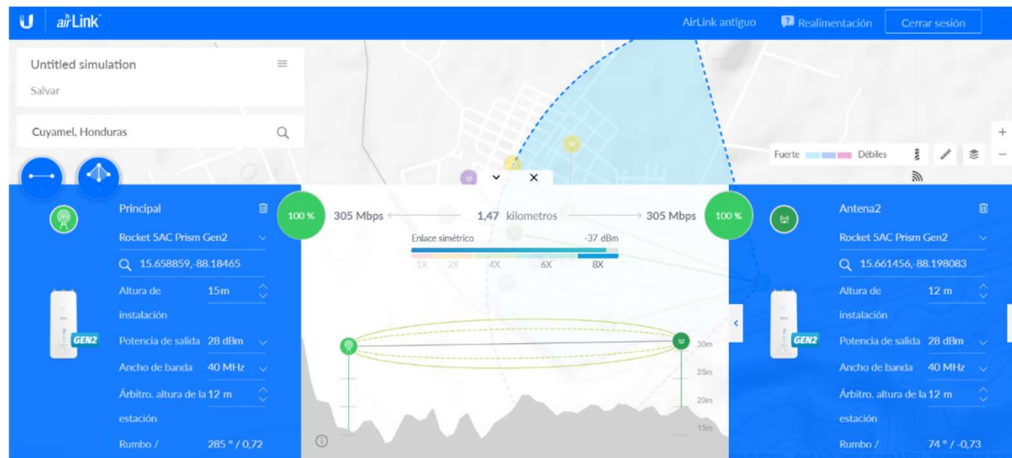 U airLink AirLink antiguo Realimentación Cerrar sesión
Untitled simulation
Salvar
Cuyamel, Honduras
Fuerte Débiles
+
−
Principal
Rocket 5AC Prism Gen2
15.658859,-88.18465
Altura de 15m
instalación
GEN2
Potencia de salida 28 dBm
Ancho de banda 40 MHz
Árbitro. altura de la 12 m
estación
Rumbo / 285 ° / 0,72
100 % 305 Mbps 1,47 kilometros 305 Mbps 100 %
Enlace simétrico -37 dBm
1X 2X 4X 6X 8X
30m
25m
20m
15m
Antena2
Rocket 5AC Prism Gen2
15.661456,-88.198083
Altura de 12 m
instalación
GEN2
Potencia de salida 28 dBm
Ancho de banda 40 MHz
Árbitro. altura de la 12 m
estación
Rumbo / 74 ° / -0,73